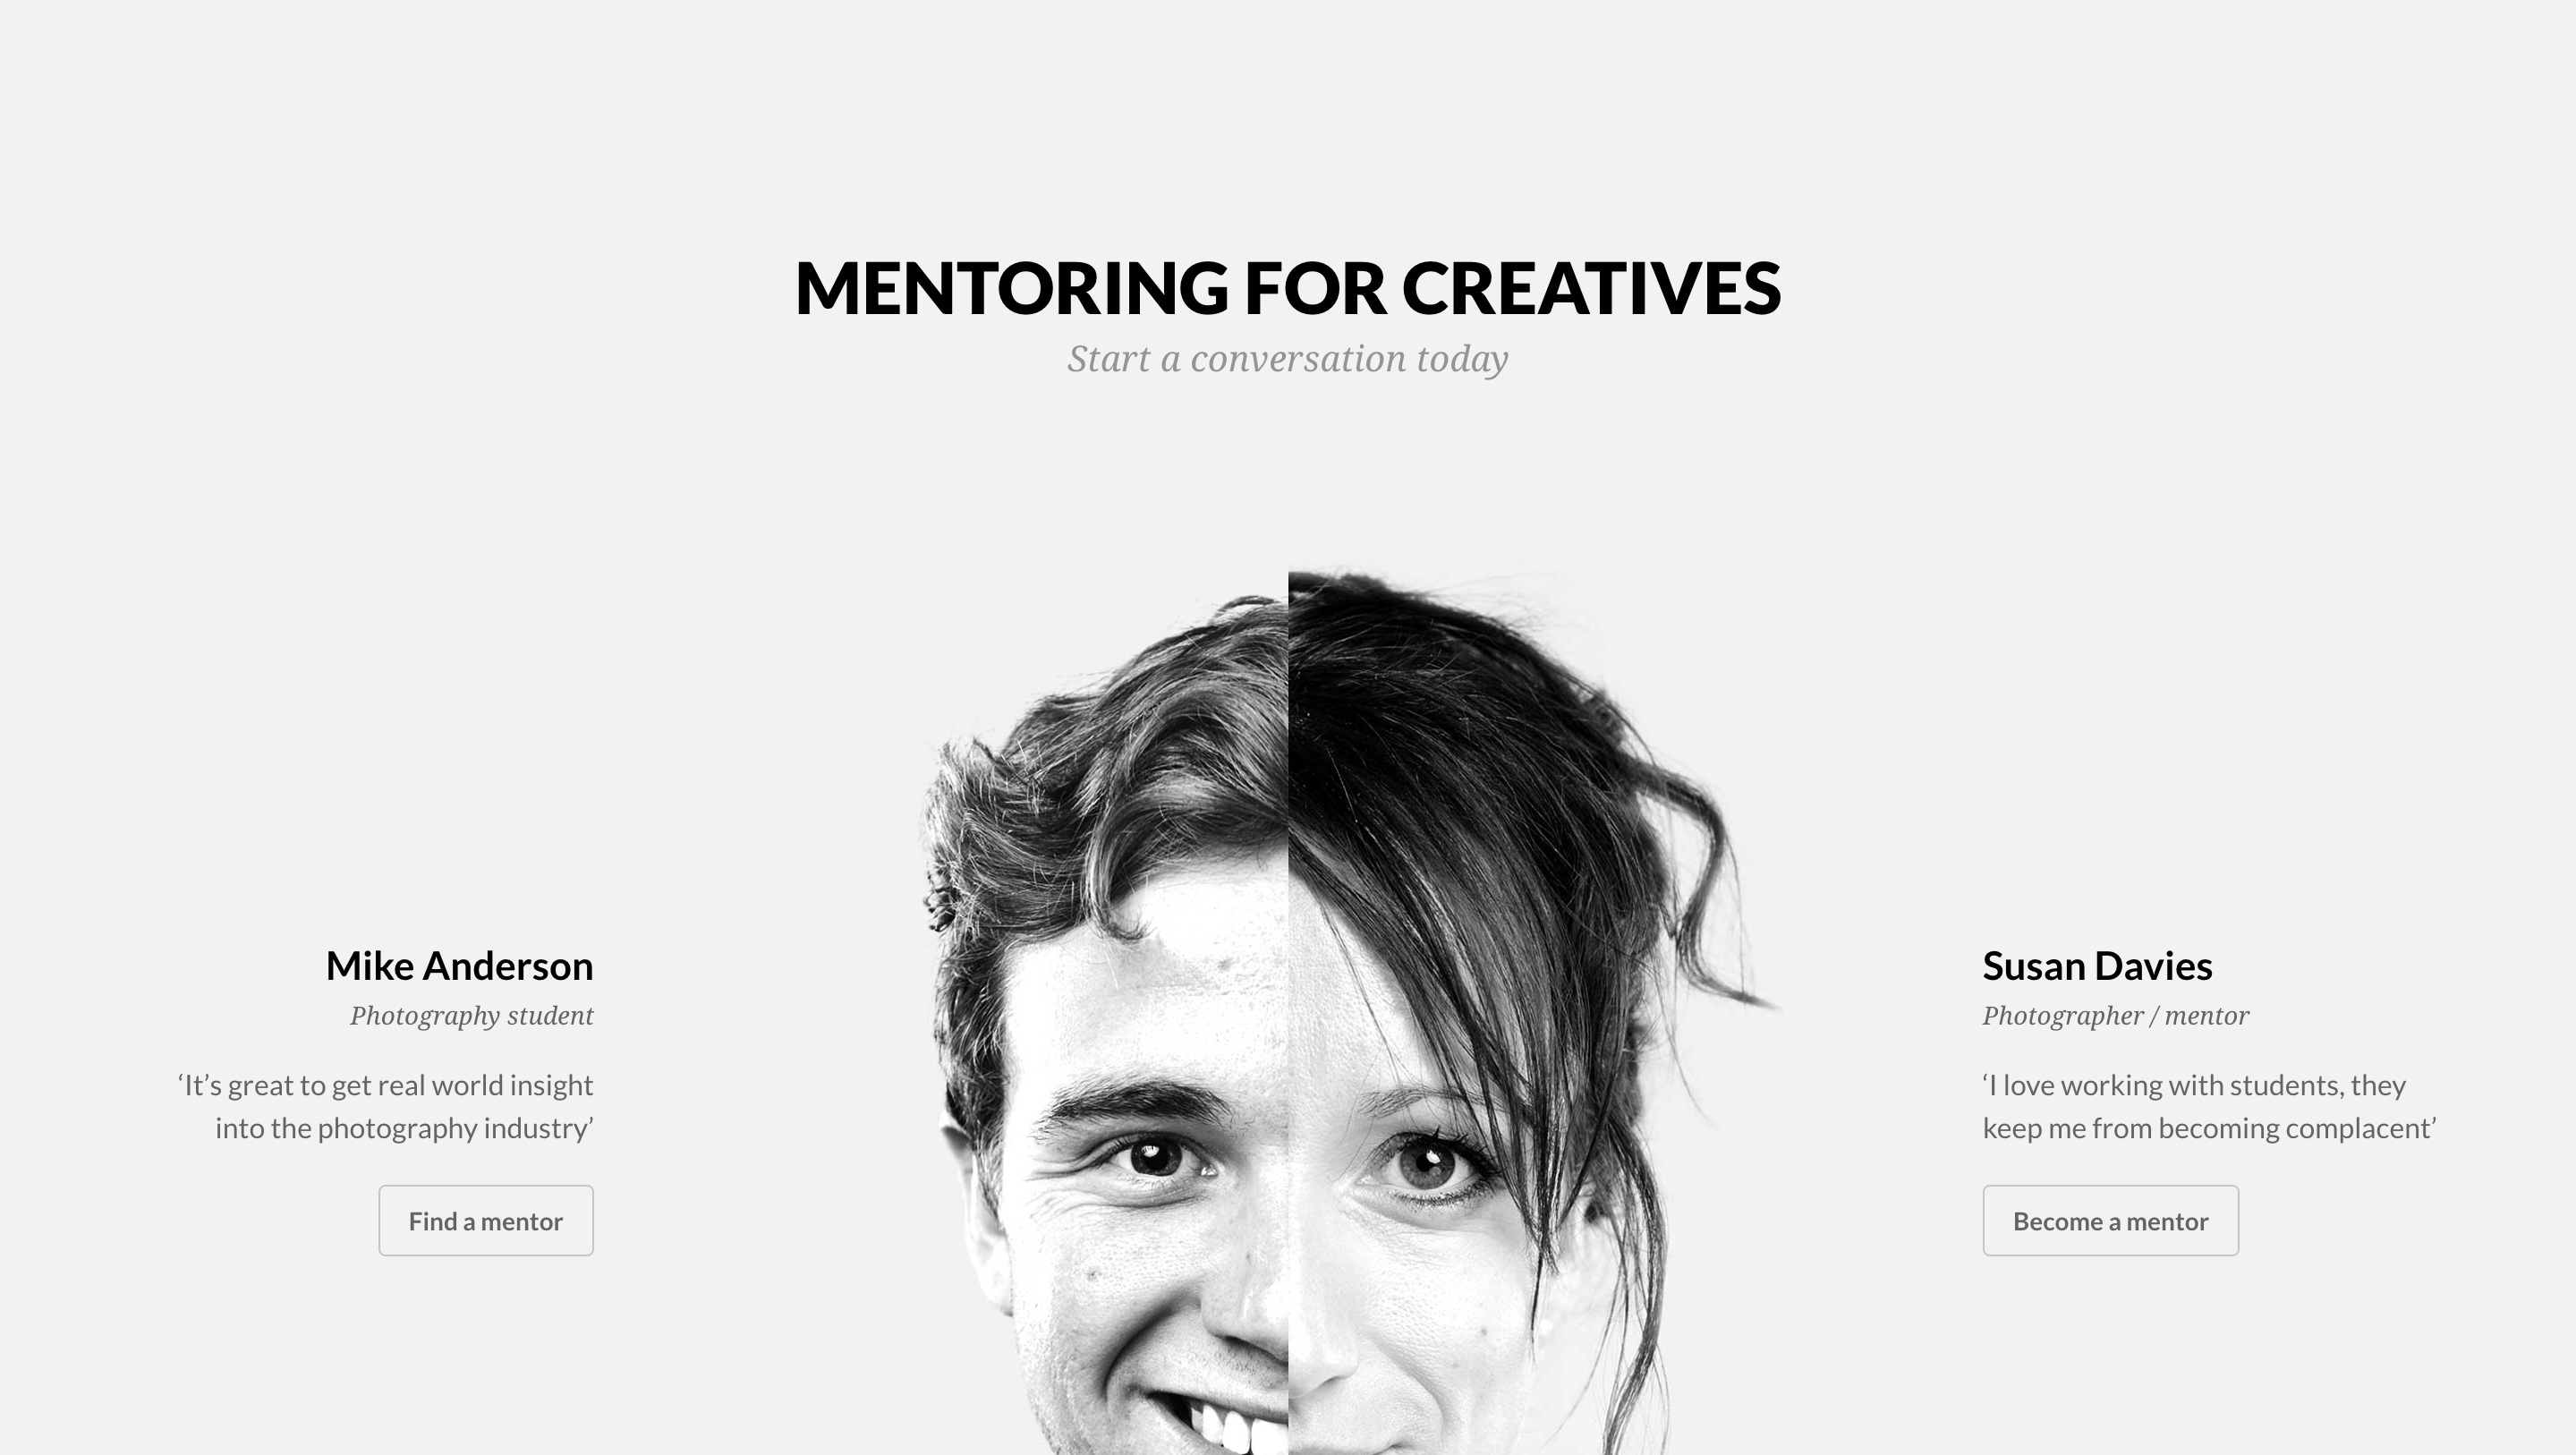 MENTORING FOR CREATIVES
Start a conversation today
Mike Anderson
Photography student
‘It’s great to get real world insight
into the photography industry’
Find a mentor
Susan Davies
Photographer / mentor
‘I love working with students, they
keep me from becoming complacent’
Become a mentor